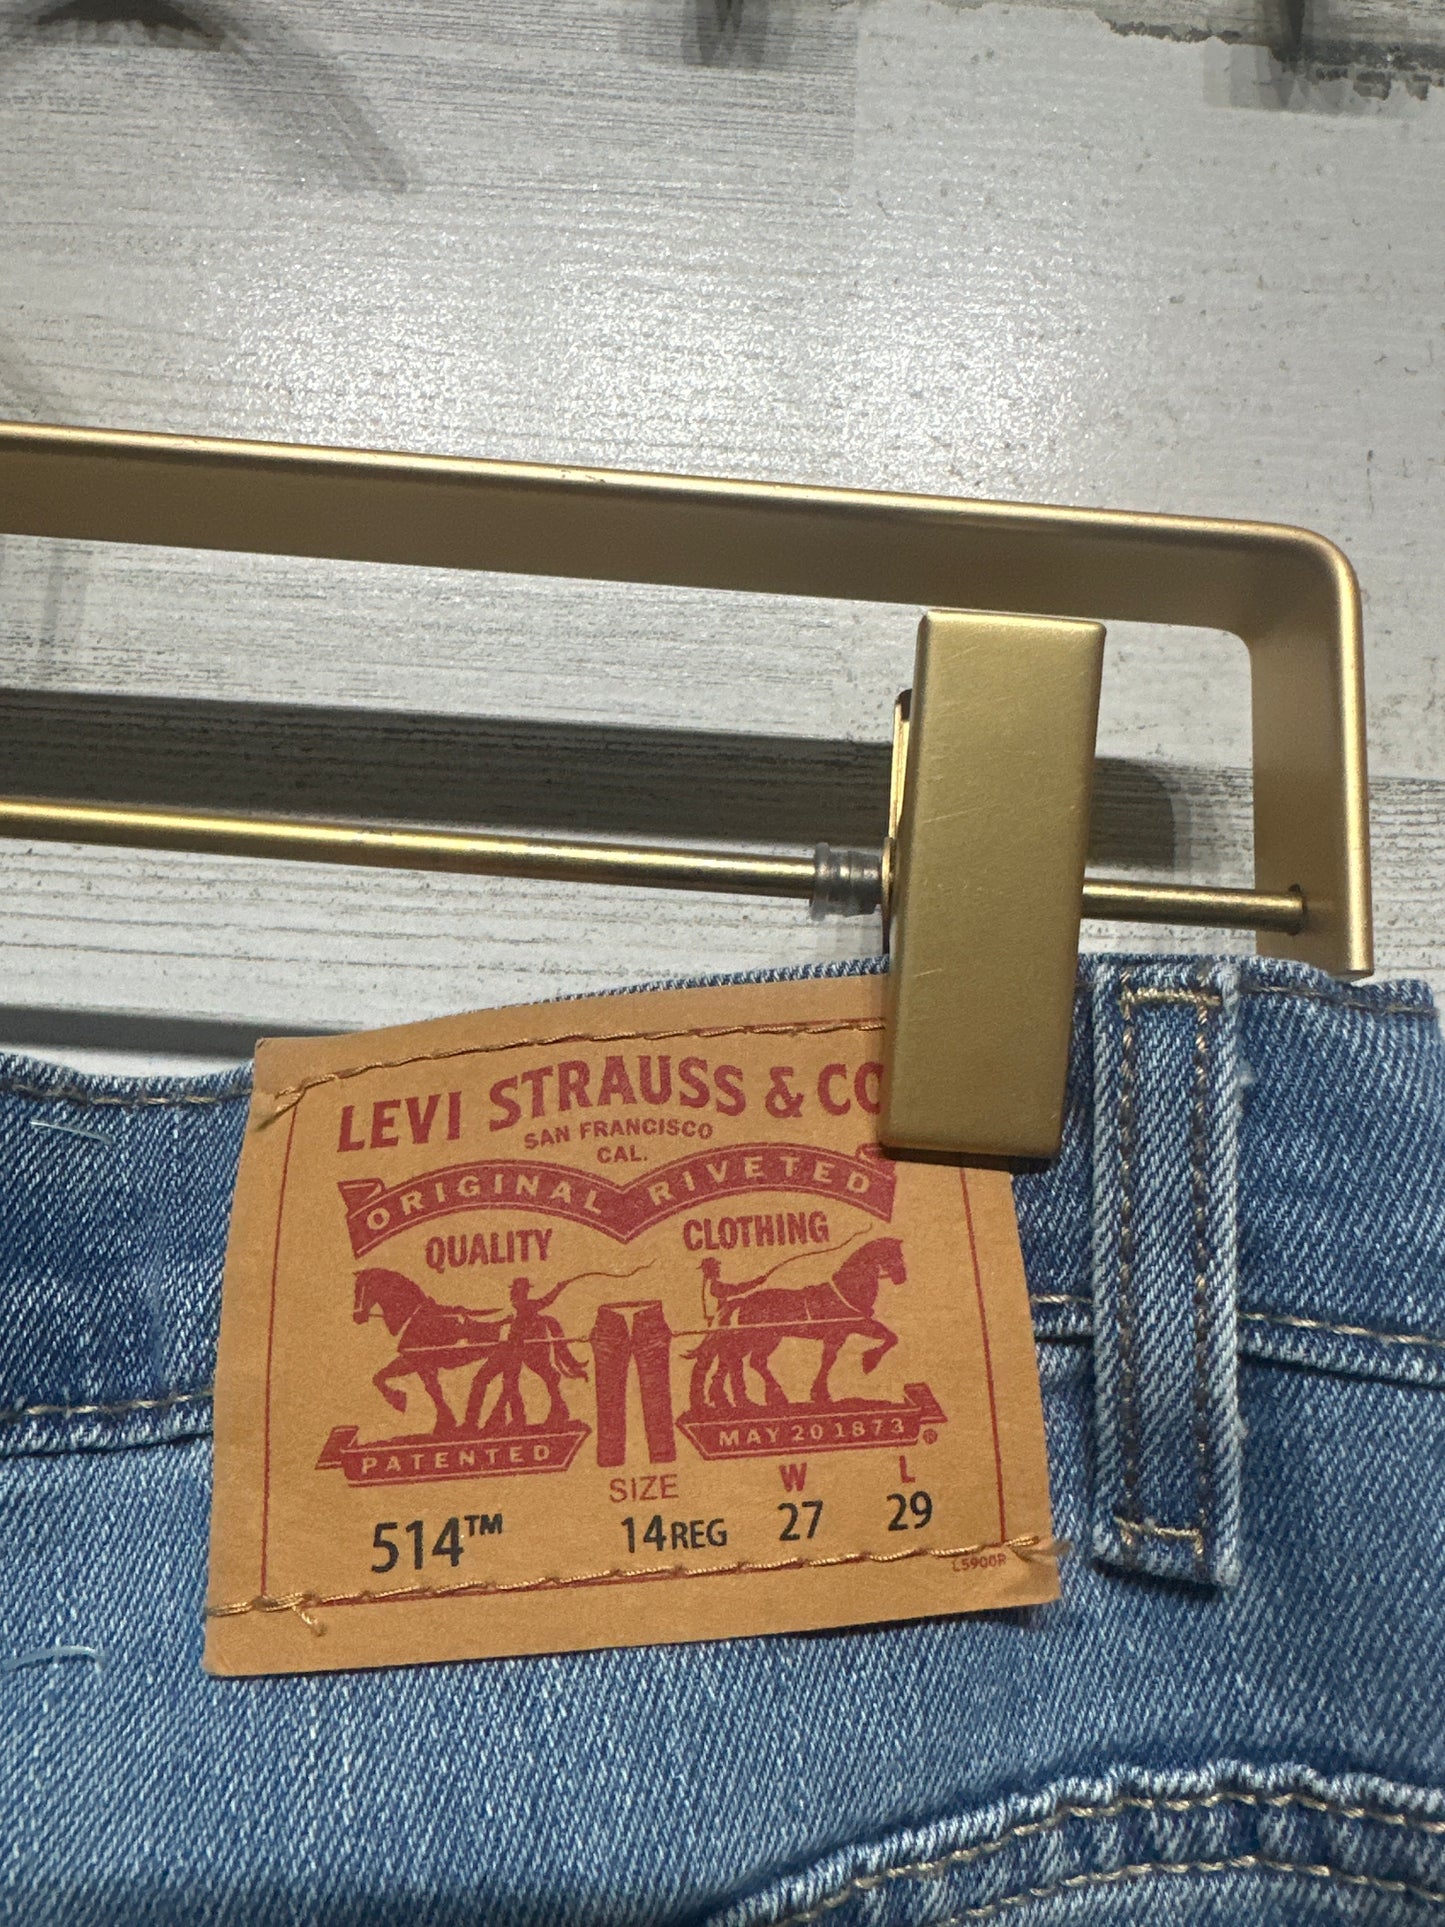 LEVI STRAUSS & CO
SAN FRANCISCO
CAL.
ORIGINAL RIVETED
QUALITY CLOTHING
PATENTED MAY 20 1873 ®
SIZE W L
514™ 14REG 27 29
L5900R